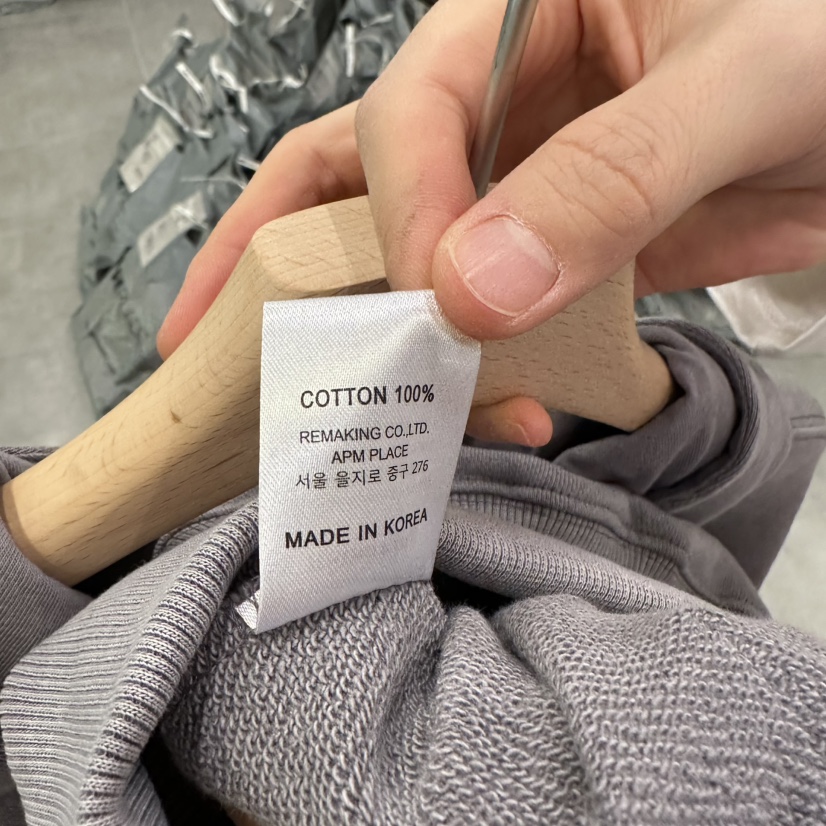 COTTON 100%
REMAKING CO.,LTD.
APM PLACE
서울 을지로 중구 276
MADE IN KOREA